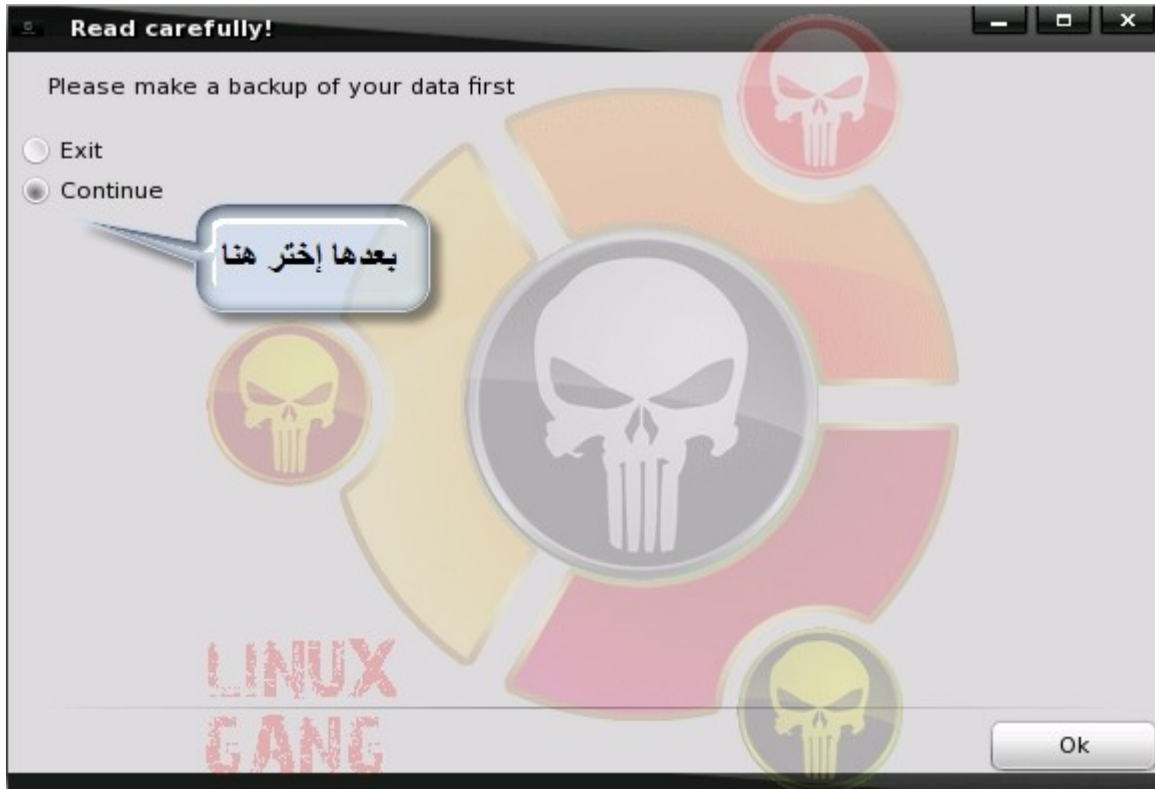 Read carefully!
Please make a backup of your data first
Exit
Continue
بعدها إختر هنا
LINUX
GANG
Ok